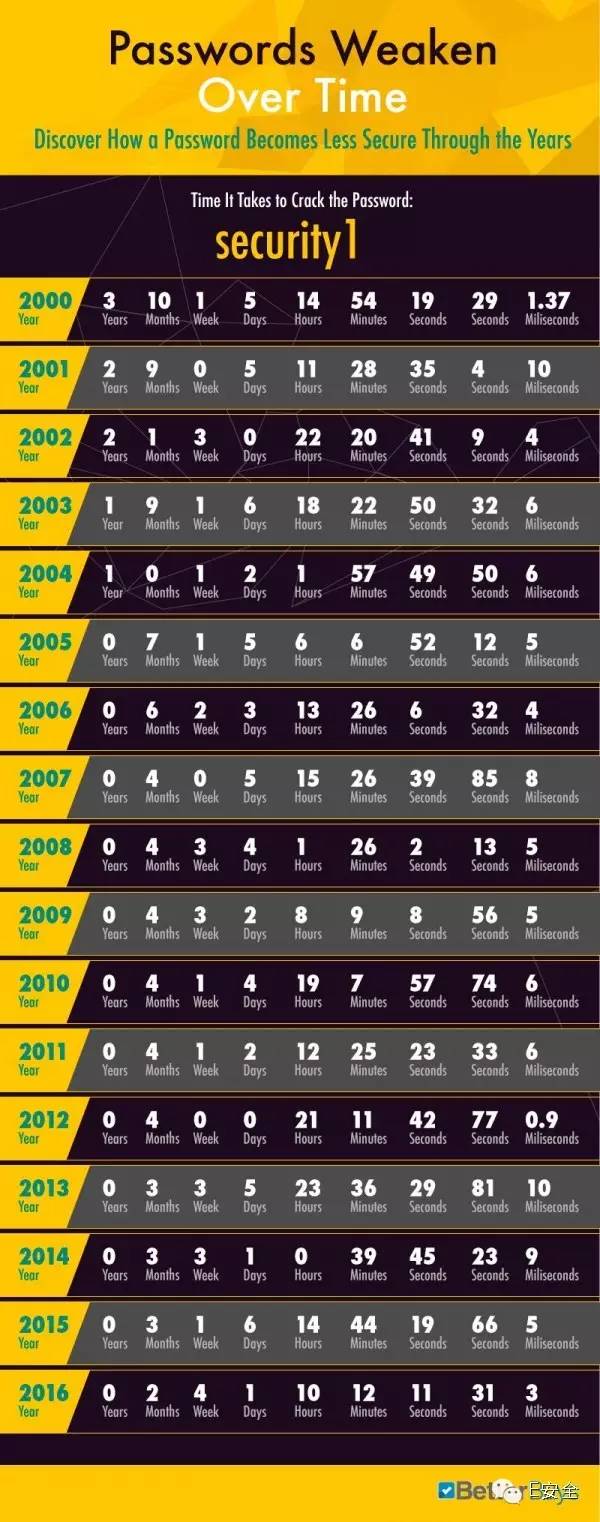 Passwords Weaken
Over Time
Discover How a Password Becomes Less Secure Through the Years
Time It Takes to Crack the Password:
security1
2000 3 10 1 5 14 54 19 29 1.37
Year Years Months Week Days Hours Minutes Seconds Seconds Miliseconds
2001 2 9 0 5 11 28 35 4 10
Year Years Months Week Days Hours Minutes Seconds Seconds Miliseconds
2002 2 1 3 0 22 20 41 9 4
Year Years Months Week Days Hours Minutes Seconds Seconds Miliseconds
2003 1 9 1 6 18 22 50 32 6
Year Year Months Week Days Hours Minutes Seconds Seconds Miliseconds
2004 1 0 1 2 1 57 49 50 6
Year Year Months Week Days Hours Minutes Seconds Seconds Miliseconds
2005 0 7 1 5 6 6 52 12 5
Year Years Months Week Days Hours Minutes Seconds Seconds Miliseconds
2006 0 6 2 3 13 26 6 32 4
Year Years Months Week Days Hours Minutes Seconds Seconds Miliseconds
2007 0 4 0 5 15 26 39 85 8
Year Years Months Week Days Hours Minutes Seconds Seconds Miliseconds
2008 0 4 3 4 1 26 2 13 5
Year Years Months Week Days Hours Minutes Seconds Seconds Miliseconds
2009 0 4 3 2 8 9 8 56 5
Year Years Months Week Days Hours Minutes Seconds Seconds Miliseconds
2010 0 4 1 4 19 7 57 74 6
Year Years Months Week Days Hours Minutes Seconds Seconds Miliseconds
2011 0 4 1 2 12 25 23 33 6
Year Years Months Week Days Hours Minutes Seconds Seconds Miliseconds
2012 0 4 0 0 21 11 42 77 0.9
Year Years Months Week Days Hours Minutes Seconds Seconds Miliseconds
2013 0 3 3 5 23 36 29 81 10
Year Years Months Week Days Hours Minutes Seconds Seconds Miliseconds
2014 0 3 3 1 0 39 45 23 9
Year Years Months Week Days Hours Minutes Seconds Seconds Miliseconds
2015 0 3 1 6 14 44 19 66 5
Year Years Months Week Days Hours Minutes Seconds Seconds Miliseconds
2016 0 2 4 1 10 12 11 31 3
Year Years Months Week Days Hours Minutes Seconds Seconds Miliseconds
E安全